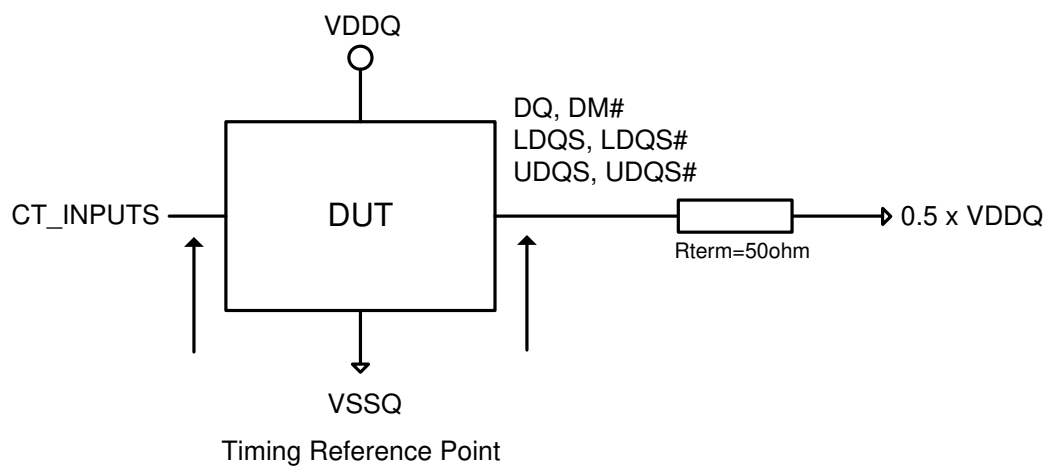 VDDQ
DQ, DM#
LDQS, LDQS#
UDQS, UDQS#
CT_INPUTS
DUT
0.5 x VDDQ
Rterm=50ohm
VSSQ
Timing Reference Point